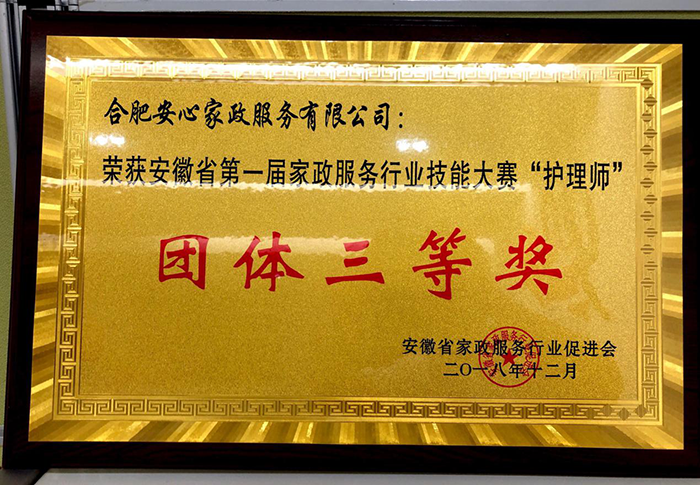 合肥安心家政服务有限公司：
荣获安徽省第一届家政服务行业技能大赛“护理师”
团体三等奖
安徽省家政服务行业促进会
二〇一八年十二月